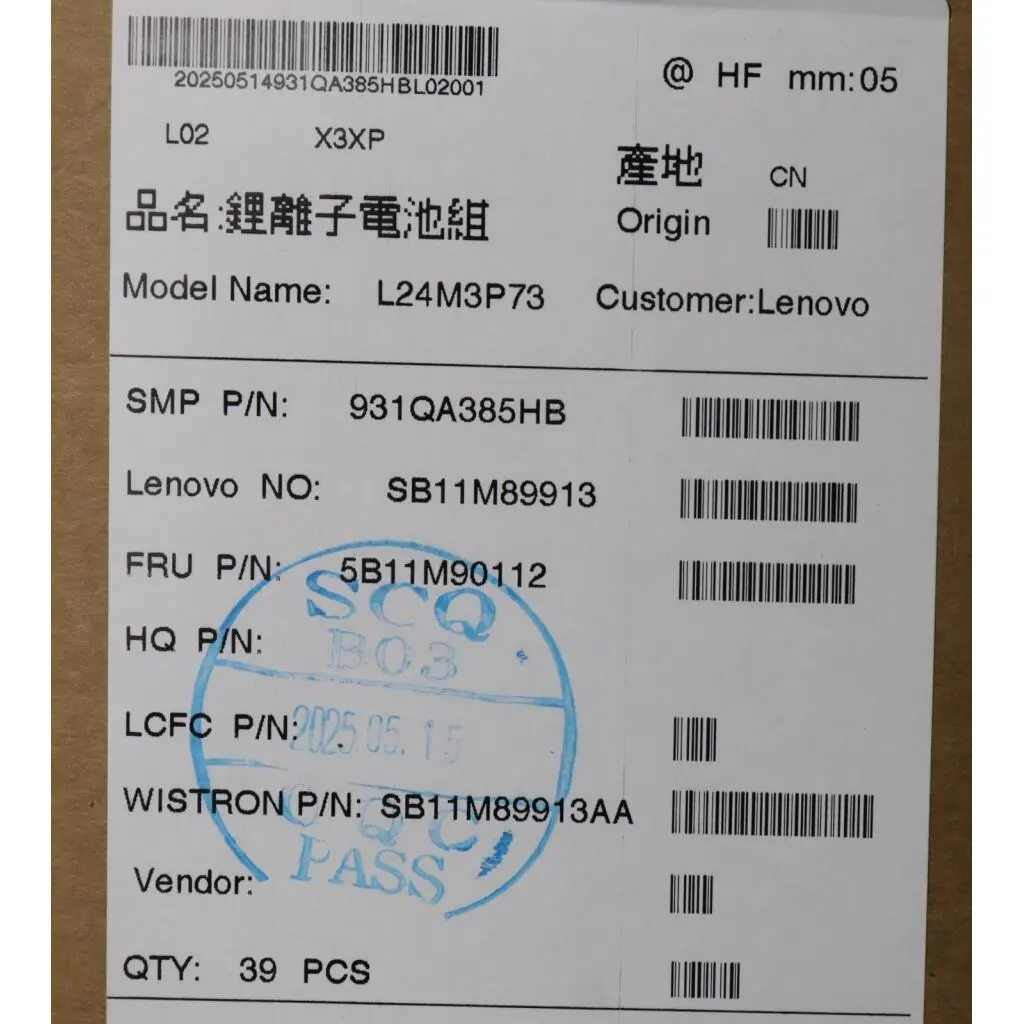 20250514931QA385HBL02001
@ HF mm:05
L02 X3XP
產地 CN
品名:鋰離子電池組
Origin
Model Name: L24M3P73 Customer:Lenovo
SMP P/N: 931QA385HB
Lenovo NO: SB11M89913
FRU P/N: 5B11M90112
SCQ
B03
HQ P/N:
LCFC P/N:
2025.05.15
WISTRON P/N: SB11M89913AA
OQC
PASS
Vendor:
QTY: 39 PCS